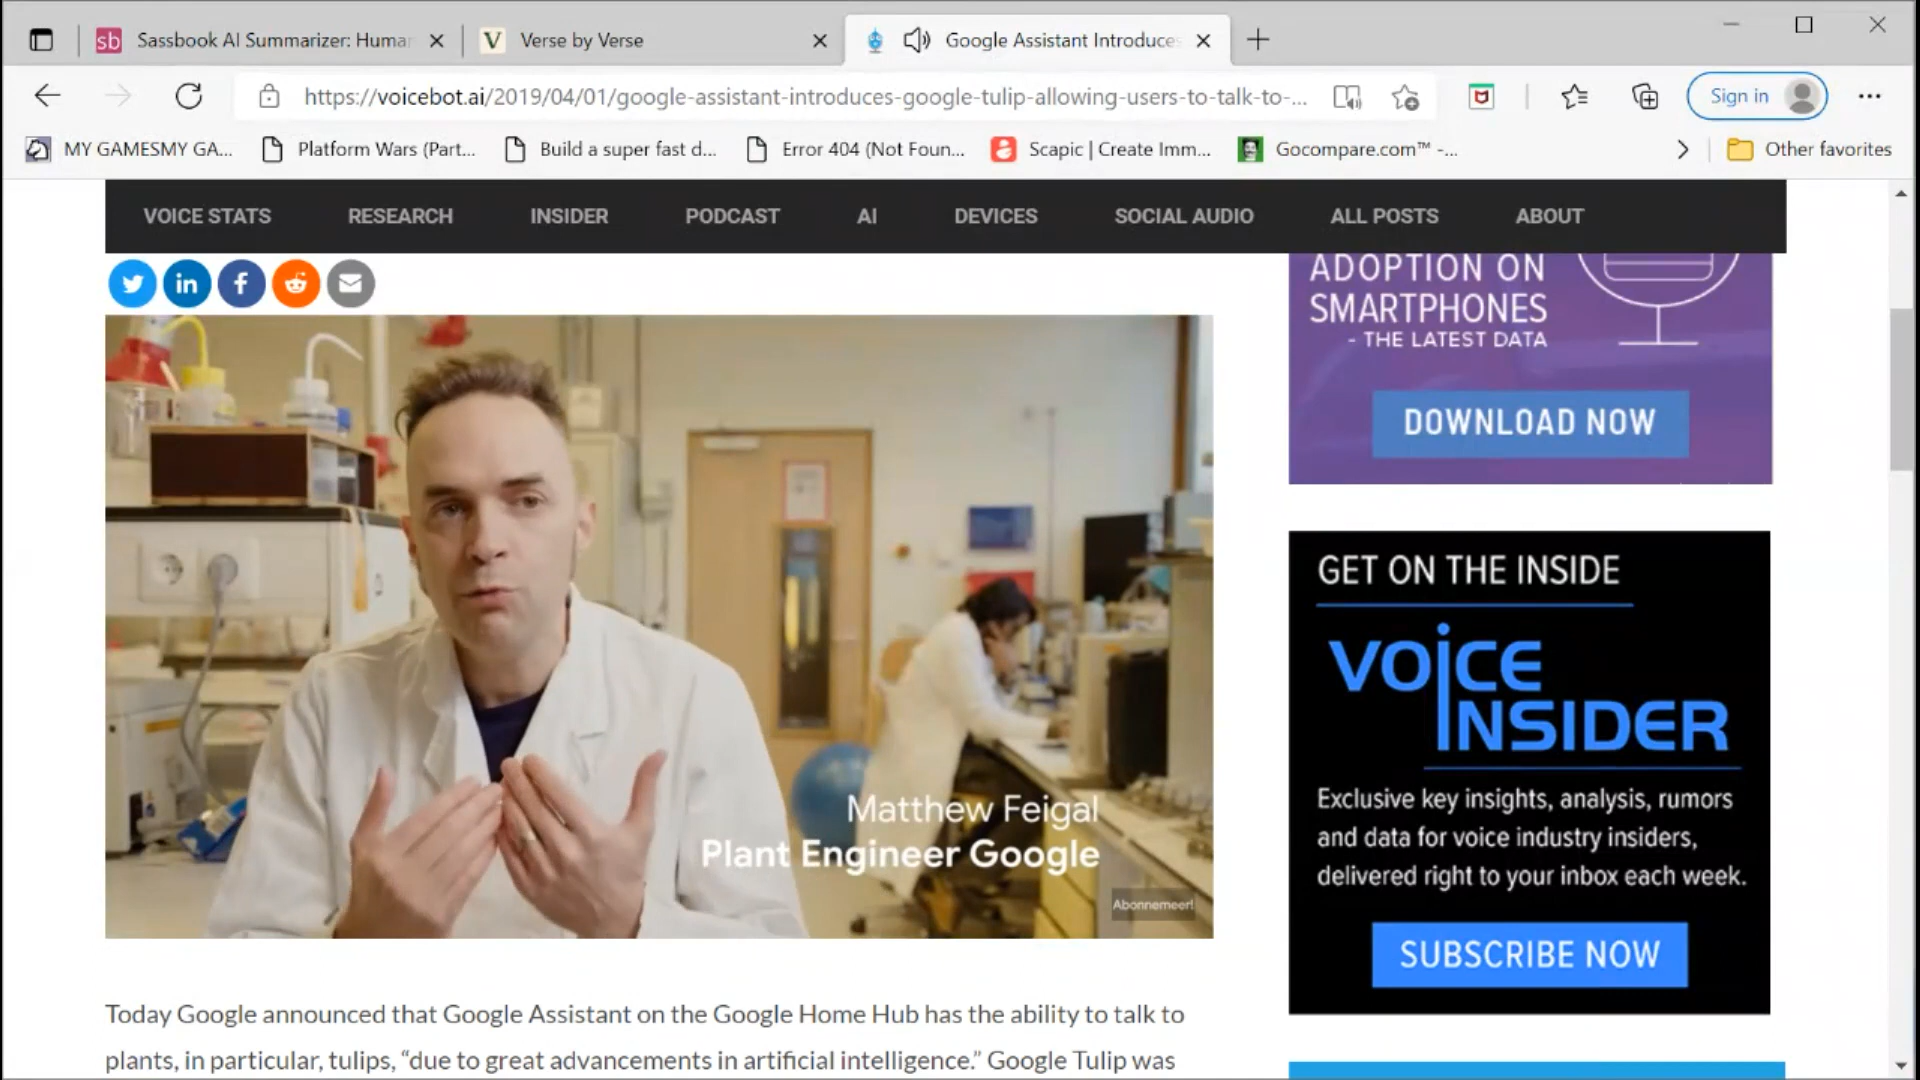 sb Sassbook AI Summarizer: Humar
V Verse by Verse
Google Assistant Introduces
https://voicebot.ai/2019/04/01/google-assistant-introduces-google-tulip-allowing-users-to-talk-to-...
Sign in
MY GAMESMY GA...
Platform Wars (Part...
Build a super fast d...
Error 404 (Not Foun...
Scapic | Create Imm...
Gocompare.com™ -...
Other favorites
VOICE STATS
RESEARCH
INSIDER
PODCAST
AI
DEVICES
SOCIAL AUDIO
ALL POSTS
ABOUT
in
f
ADOPTION ON
SMARTPHONES
- THE LATEST DATA
DOWNLOAD NOW
Matthew Feigal
Plant Engineer Google
Abonnemeer!
GET ON THE INSIDE
VOICE
INSIDER
Exclusive key insights, analysis, rumors
and data for voice industry insiders,
delivered right to your inbox each week.
SUBSCRIBE NOW
Today Google announced that Google Assistant on the Google Home Hub has the ability to talk to
plants, in particular, tulips, “due to great advancements in artificial intelligence.” Google Tulip was